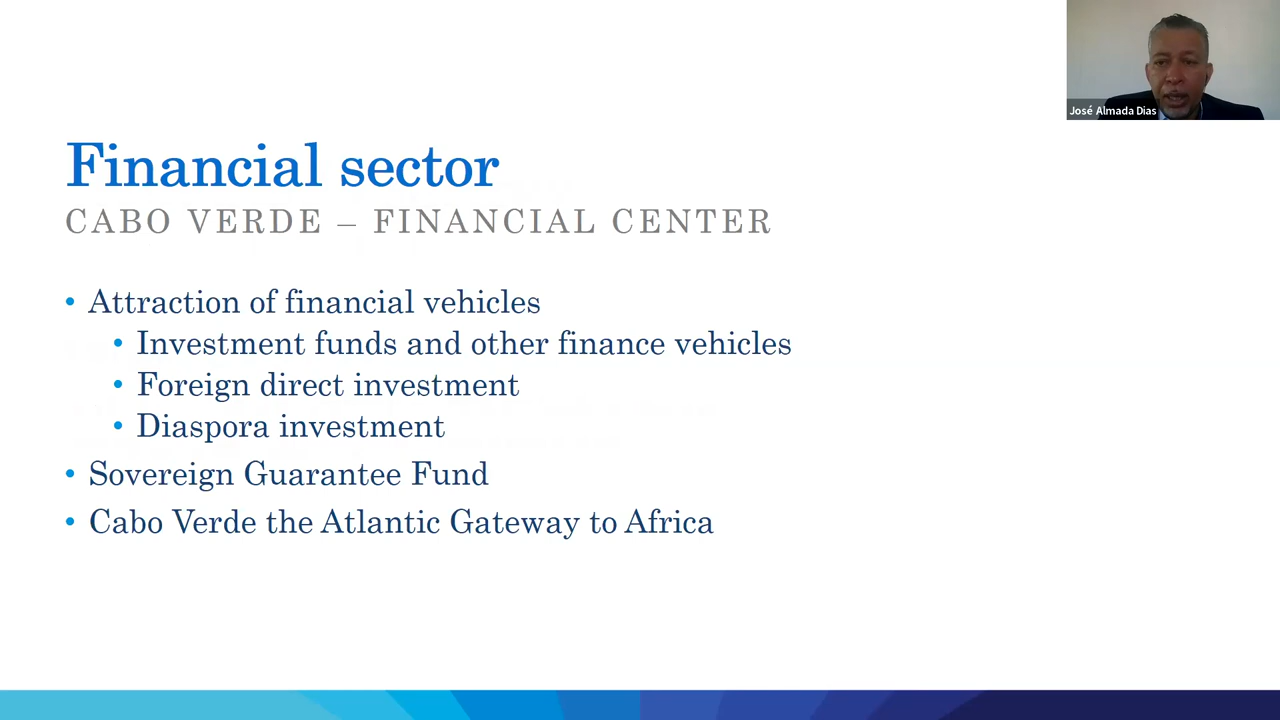 José Almada Dias
Financial sector
CABO VERDE – FINANCIAL CENTER
• Attraction of financial vehicles
• Investment funds and other finance vehicles
• Foreign direct investment
• Diaspora investment
• Sovereign Guarantee Fund
• Cabo Verde the Atlantic Gateway to Africa